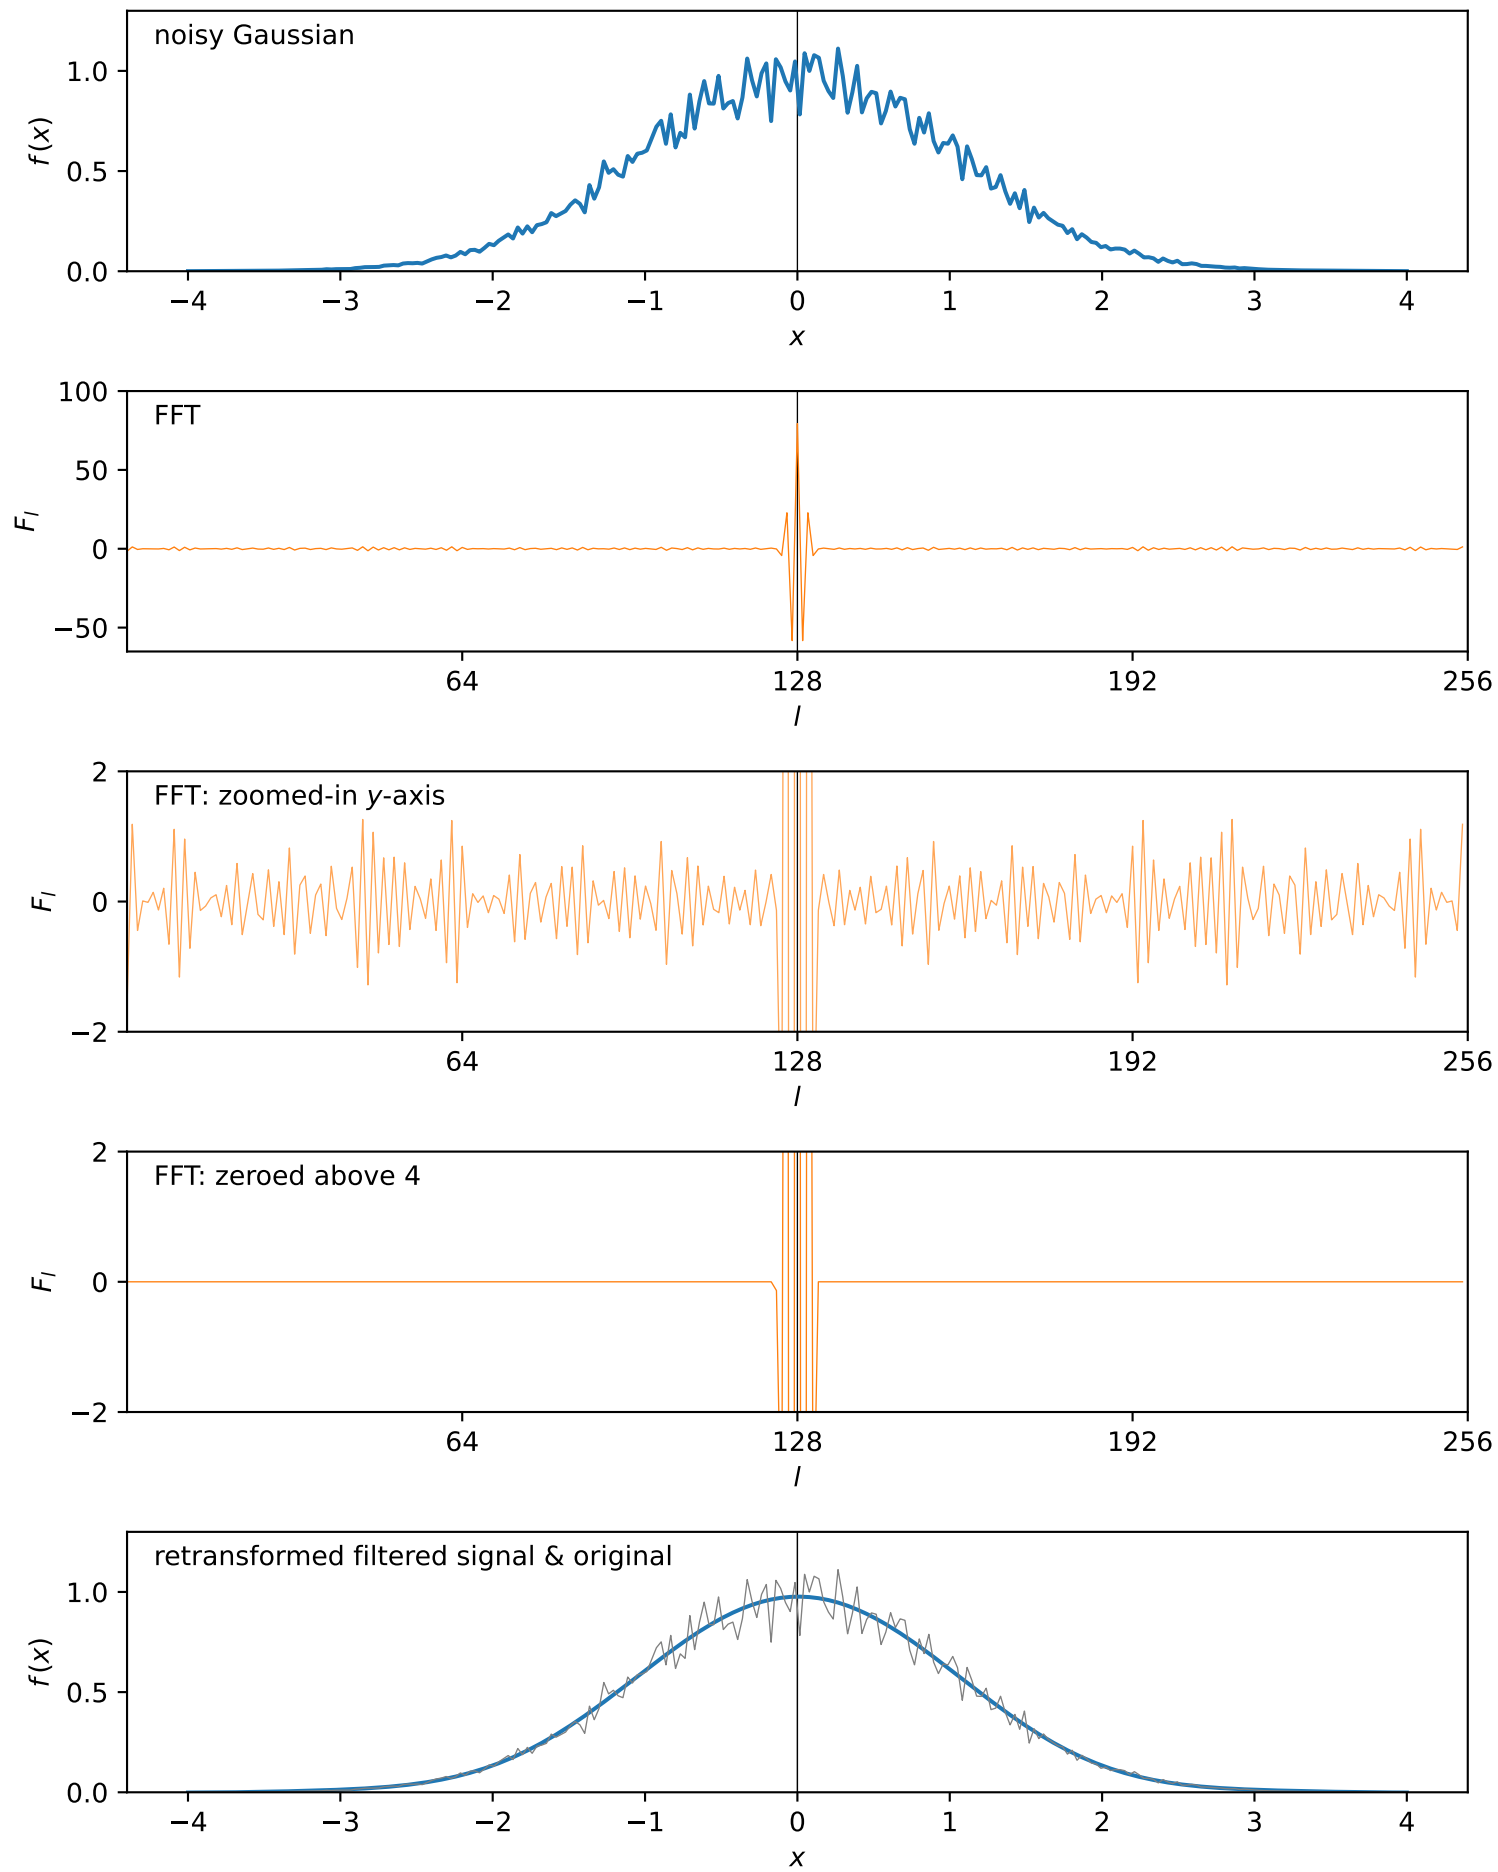 noisy Gaussian
1.0
0.5
0.0
f(x)
−4 −3 −2 −1 0 1 2 3 4
x
FFT
100
50
0
−50
F_l
64 128 192 256
l
FFT: zoomed-in y-axis
2
0
−2
F_l
64 128 192 256
l
FFT: zeroed above 4
2
0
−2
F_l
64 128 192 256
l
retransformed filtered signal & original
1.0
0.5
0.0
f(x)
−4 −3 −2 −1 0 1 2 3 4
x